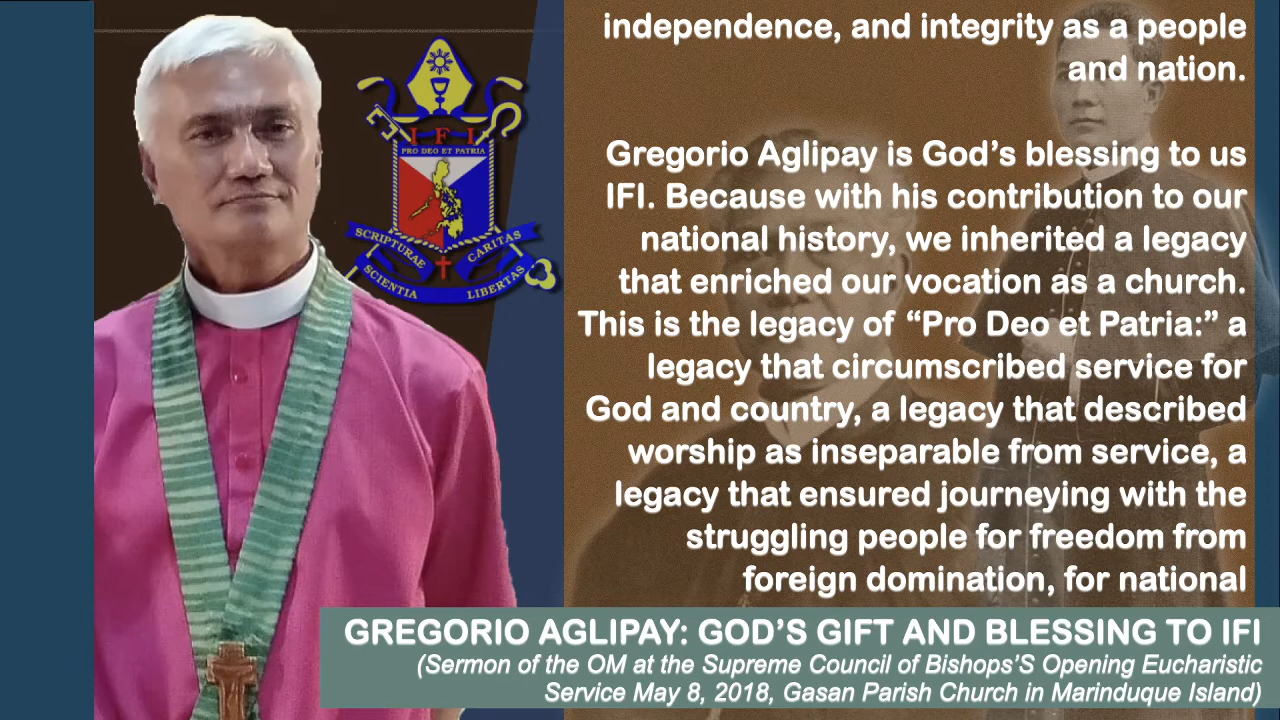 I F I
PRO DEO ET PATRIA
SCRIPTURAE
CARITAS
SCIENTIA
LIBERTAS
independence, and integrity as a people
and nation.
Gregorio Aglipay is God’s blessing to us
IFI. Because with his contribution to our
national history, we inherited a legacy
that enriched our vocation as a church.
This is the legacy of “Pro Deo et Patria:” a
legacy that circumscribed service for
God and country, a legacy that described
worship as inseparable from service, a
legacy that ensured journeying with the
struggling people for freedom from
foreign domination, for national
GREGORIO AGLIPAY: GOD’S GIFT AND BLESSING TO IFI
(Sermon of the OM at the Supreme Council of Bishops’S Opening Eucharistic
Service May 8, 2018, Gasan Parish Church in Marinduque Island)